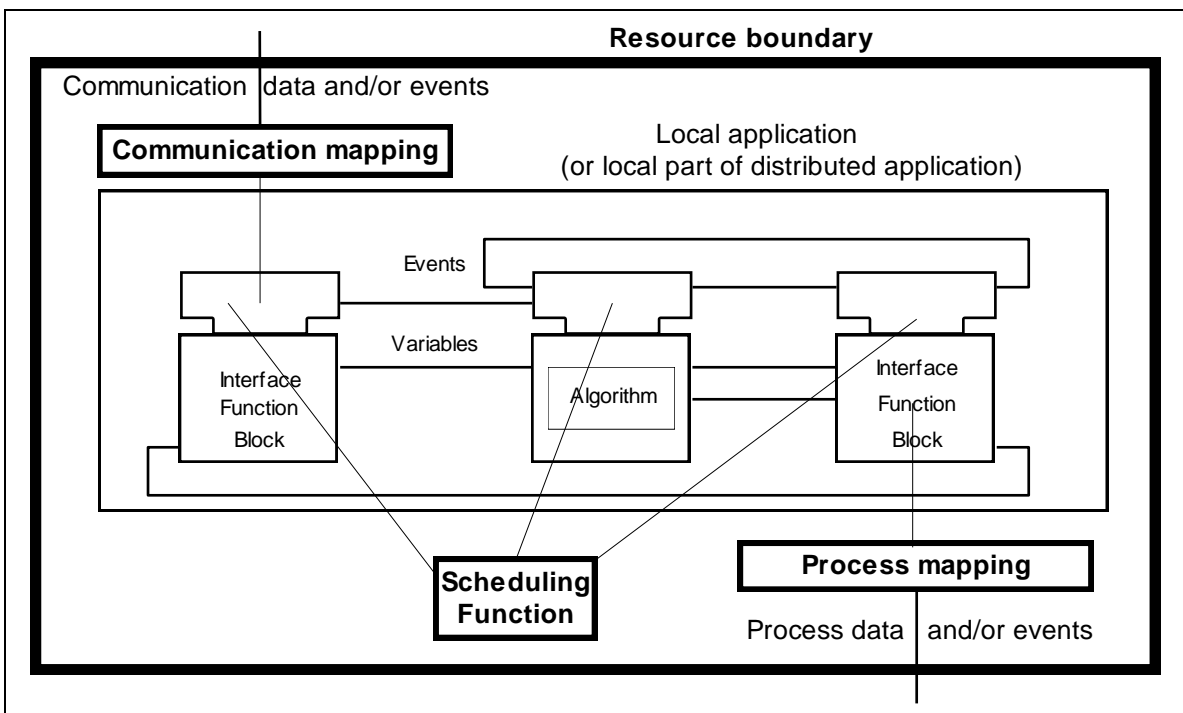 Resource boundary
Communication data and/or events
Communication mapping
Local application
(or local part of distributed application)
Events
Variables
Interface
Function
Block
Algorithm
Interface
Function
Block
Scheduling
Function
Process mapping
Process data and/or events